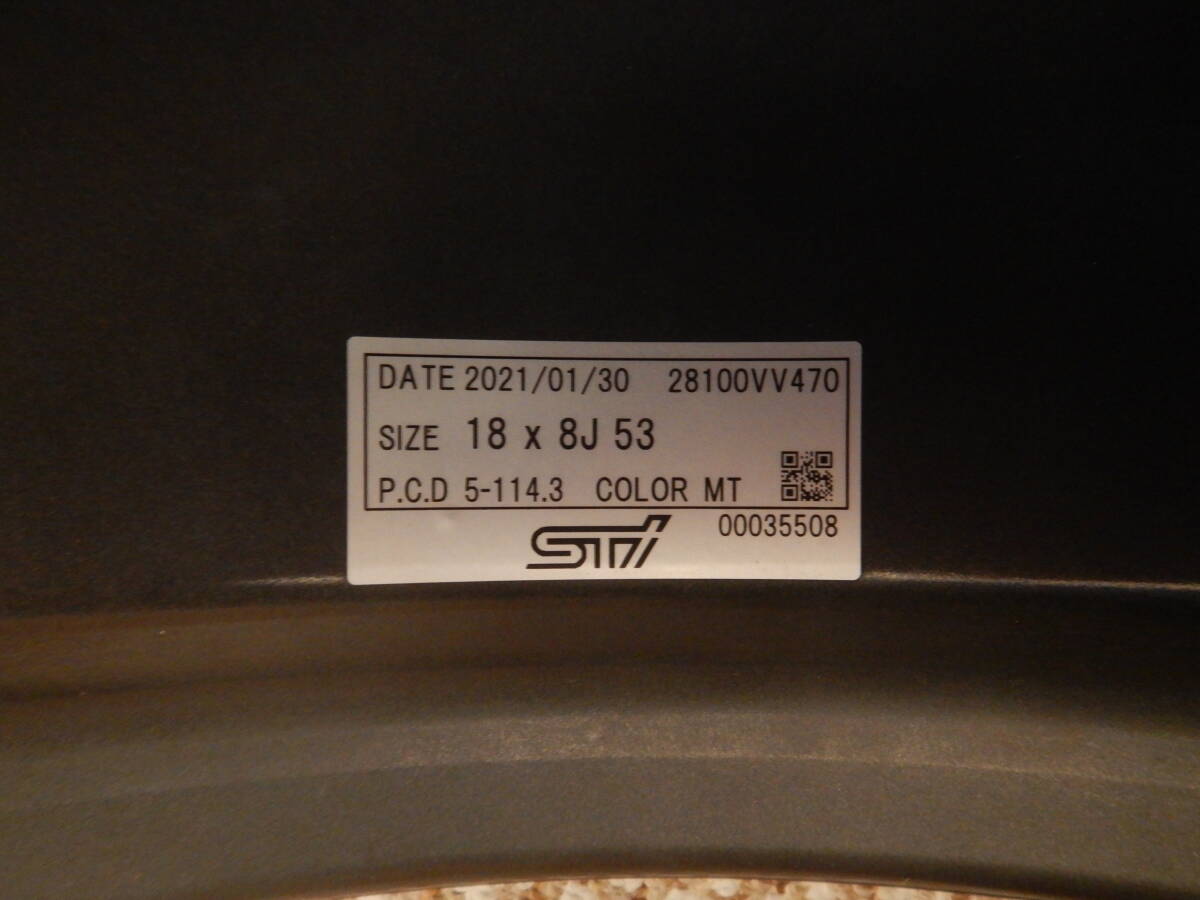 DATE 2021/01/30 28100VV470
SIZE 18 x 8J 53
P.C.D 5-114.3 COLOR MT
00035508
STi